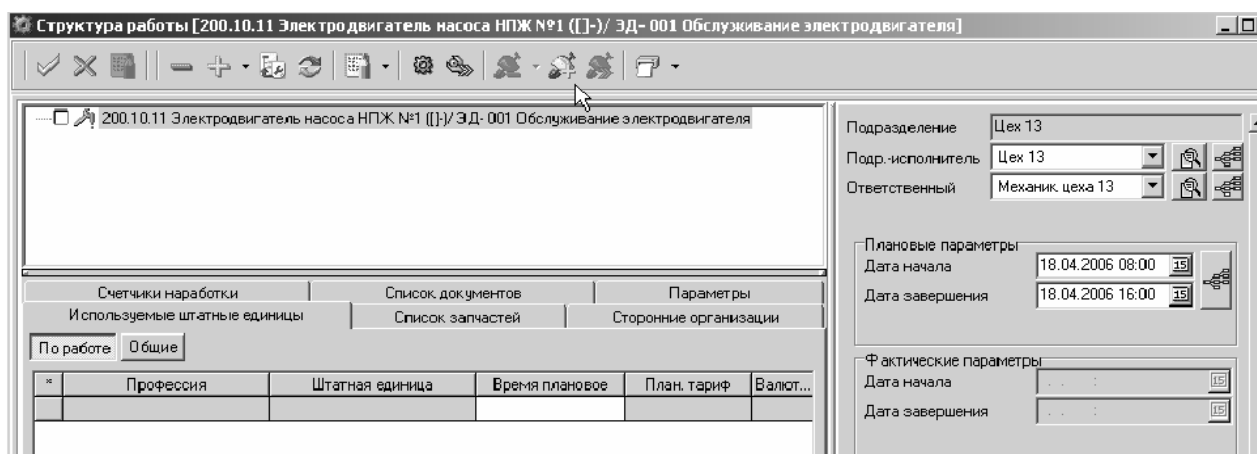 Структура работы [200.10.11 Электродвигатель насоса НПЖ №1 ([]-)/ ЭД- 001 Обслуживание электродвигателя]
200.10.11 Электродвигатель насоса НПЖ №1 ([]-)/ ЭД- 001 Обслуживание электродвигателя
Подразделение Цех 13
Подр.-исполнитель Цех 13
Ответственный Механик цеха 13
Плановые параметры
Дата начала 18.04.2006 08:00 15
Дата завершения 18.04.2006 16:00 15
Счетчики наработки Список документов Параметры
Используемые штатные единицы Список запчастей Сторонние организации
По работе Общие
Фактические параметры
* Профессия Штатная единица Время плановое План. тариф Валют...
Дата начала . . : 15
Дата завершения . . : 15